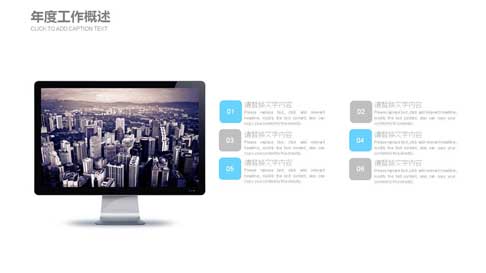 年度工作概述
CLICK TO ADD CAPTION TEXT
01
请替换文字内容
Please replace text, click add relevant
headline, modify the text content, also can
copy your content to this directly.
02
请替换文字内容
Please replace text, click add relevant headline,
modify the text content, also can copy your
content to this directly.
03
请替换文字内容
Please replace text, click add relevant
headline, modify the text content, also can
copy your content to this directly.
04
请替换文字内容
Please replace text, click add relevant headline,
modify the text content, also can copy your
content to this directly.
05
请替换文字内容
Please replace text, click add relevant
headline, modify the text content, also can
copy your content to this directly.
06
请替换文字内容
Please replace text, click add relevant headline,
modify the text content, also can copy your
content to this directly.